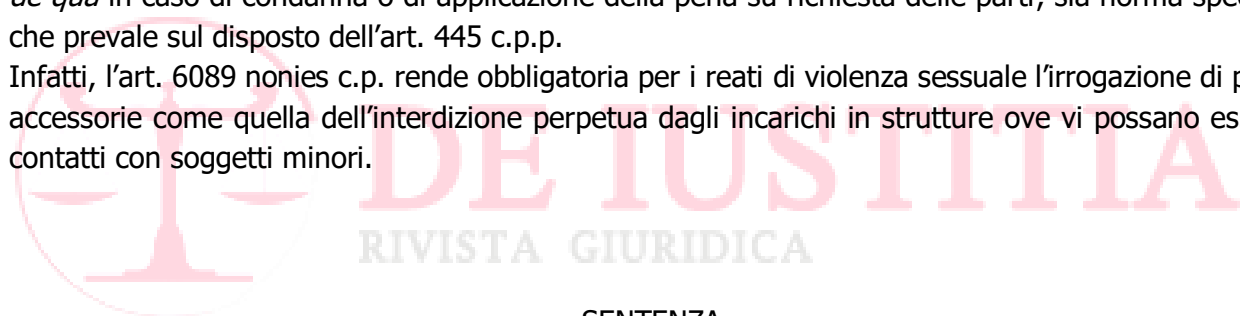 de qua in caso di condanna o di applicazione della pena su richiesta delle parti, sia norma
che prevale sul disposto dell’art. 445 c.p.p.
Infatti, l’art. 6089 nonies c.p. rende obbligatoria per i reati di violenza sessuale l’irrogazione di
accessorie come quella dell’interdizione perpetua dagli incarichi in strutture ove vi possano
contatti con soggetti minori.
DE IUSTITIA
RIVISTA GIURIDICA
SENTENZA